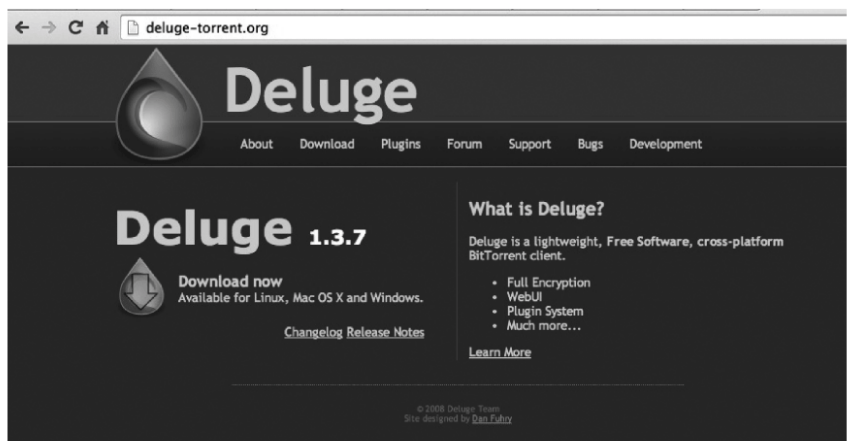 deluge-torrent.org
Deluge
About Download Plugins Forum Support Bugs Development
Deluge 1.3.7
Download now
Available for Linux, Mac OS X and Windows.
Changelog Release Notes
What is Deluge?
Deluge is a lightweight, Free Software, cross-platform
BitTorrent client.
• Full Encryption
• WebUI
• Plugin System
• Much more...
Learn More
© 2008 Deluge Team
Site designed by Dan Fuhry